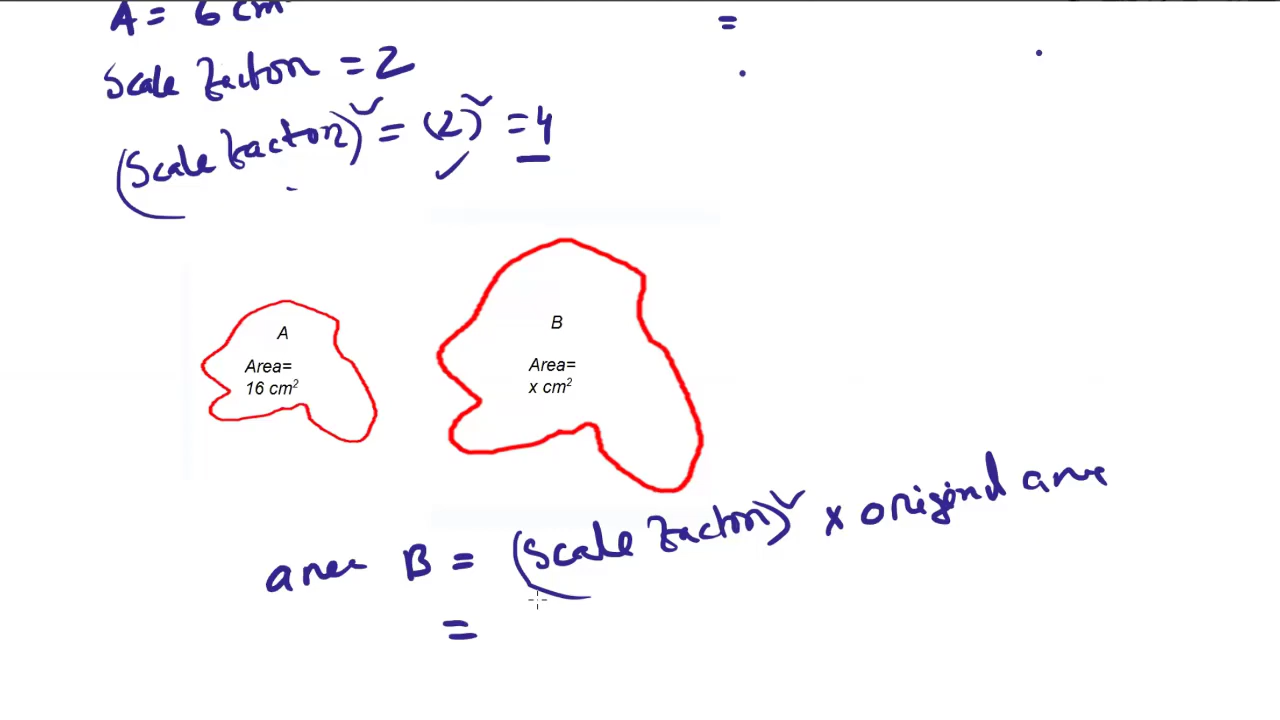 A = 6 cm
=
Scale factor = 2
(Scale factor)² = (2)² = 4
A
Area=
16 cm²
B
Area=
x cm²
area B = (Scale factor)² × original area
=